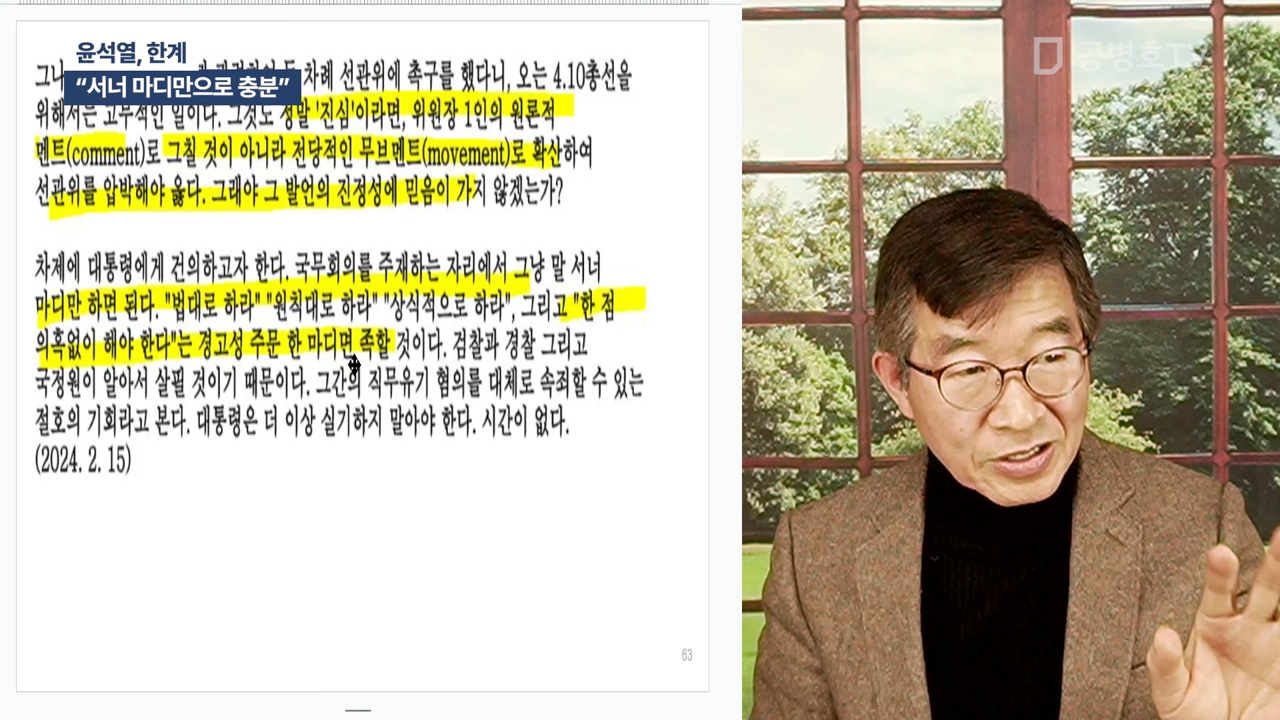 윤석열, 한계
“서너 마디만으로 충분”
그나 차례 선관위에 촉구를 했다니, 오는 4.10총선을
위해서는 고무적인 일이다. 그것도 정말 '진심'이라면, 위원장 1인의 원론적
멘트(comment)로 그칠 것이 아니라 전당적인 무브멘트(movement)로 확산하여
선관위를 압박해야 옳다. 그래야 그 발언의 진정성에 믿음이 가지 않겠는가?
차제에 대통령에게 건의하고자 한다. 국무회의를 주재하는 자리에서 그냥 말 서너
마디만 하면 된다. "법대로 하라" "원칙대로 하라" "상식적으로 하라", 그리고 "한 점
의혹없이 해야 한다"는 경고성 주문 한 마디면 족할 것이다. 검찰과 경찰 그리고
국정원이 알아서 살필 것이기 때문이다. 그간의 직무유기 혐의를 대체로 속죄할 수 있는
절호의 기회라고 본다. 대통령은 더 이상 실기하지 말아야 한다. 시간이 없다.
(2024. 2. 15)
63
공병호TV